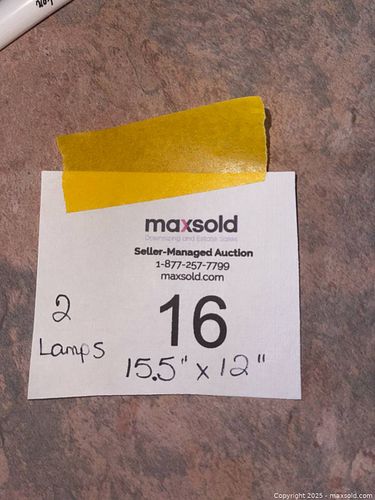 maxsold
Downsizing and Estate Sales
Seller-Managed Auction
1-877-257-7799
maxsold.com
16
2
Lamps
15.5" x 12"
Copyright 2025 - maxsold.com